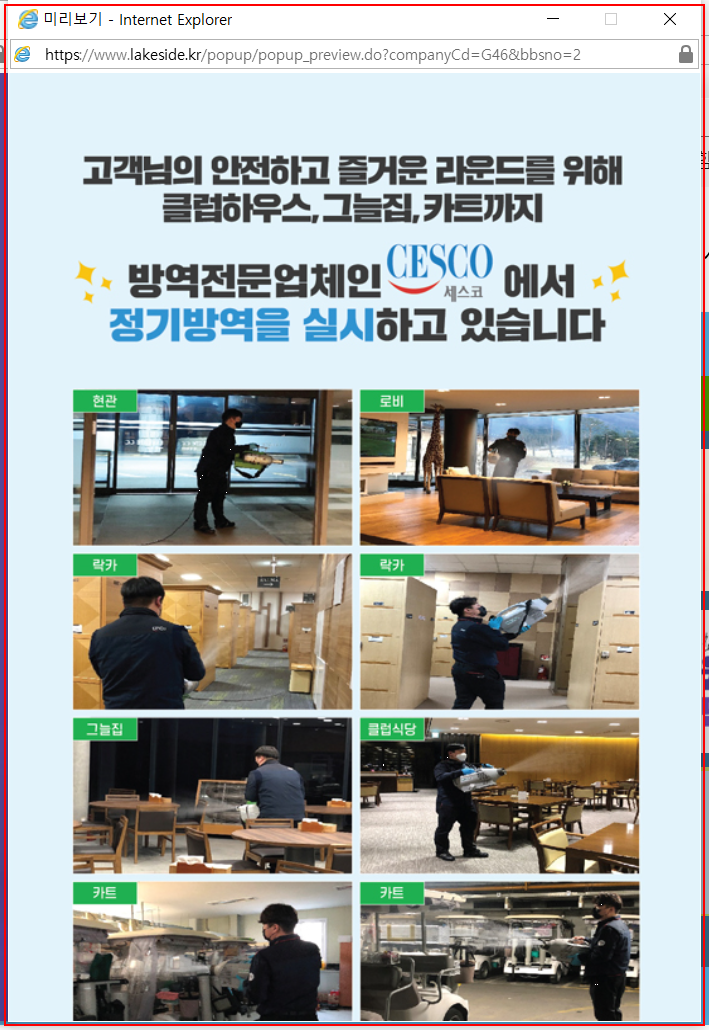 미리보기 - Internet Explorer
https://www.lakeside.kr/popup/popup_preview.do?companyCd=G46&bbsno=2
고객님의 안전하고 즐거운 라운드를 위해
클럽하우스, 그늘집, 카트까지
방역전문업체인 CESCO 세스코 에서
정기방역을 실시하고 있습니다
현관
로비
락카
락카
그늘집
클럽식당
카트
카트